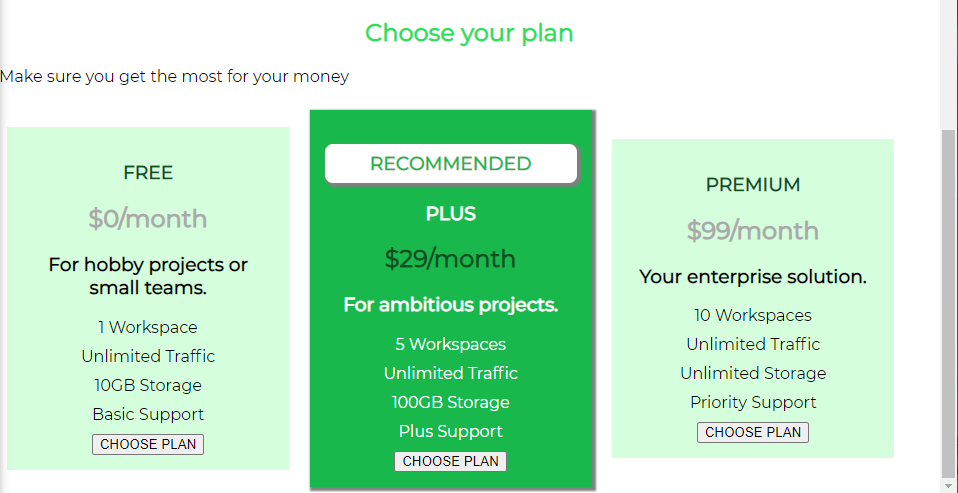 Choose your plan
Make sure you get the most for your money
FREE
$0/month
For hobby projects or
small teams.
1 Workspace
Unlimited Traffic
10GB Storage
Basic Support
CHOOSE PLAN
RECOMMENDED
PLUS
$29/month
For ambitious projects.
5 Workspaces
Unlimited Traffic
100GB Storage
Plus Support
CHOOSE PLAN
PREMIUM
$99/month
Your enterprise solution.
10 Workspaces
Unlimited Traffic
Unlimited Storage
Priority Support
CHOOSE PLAN